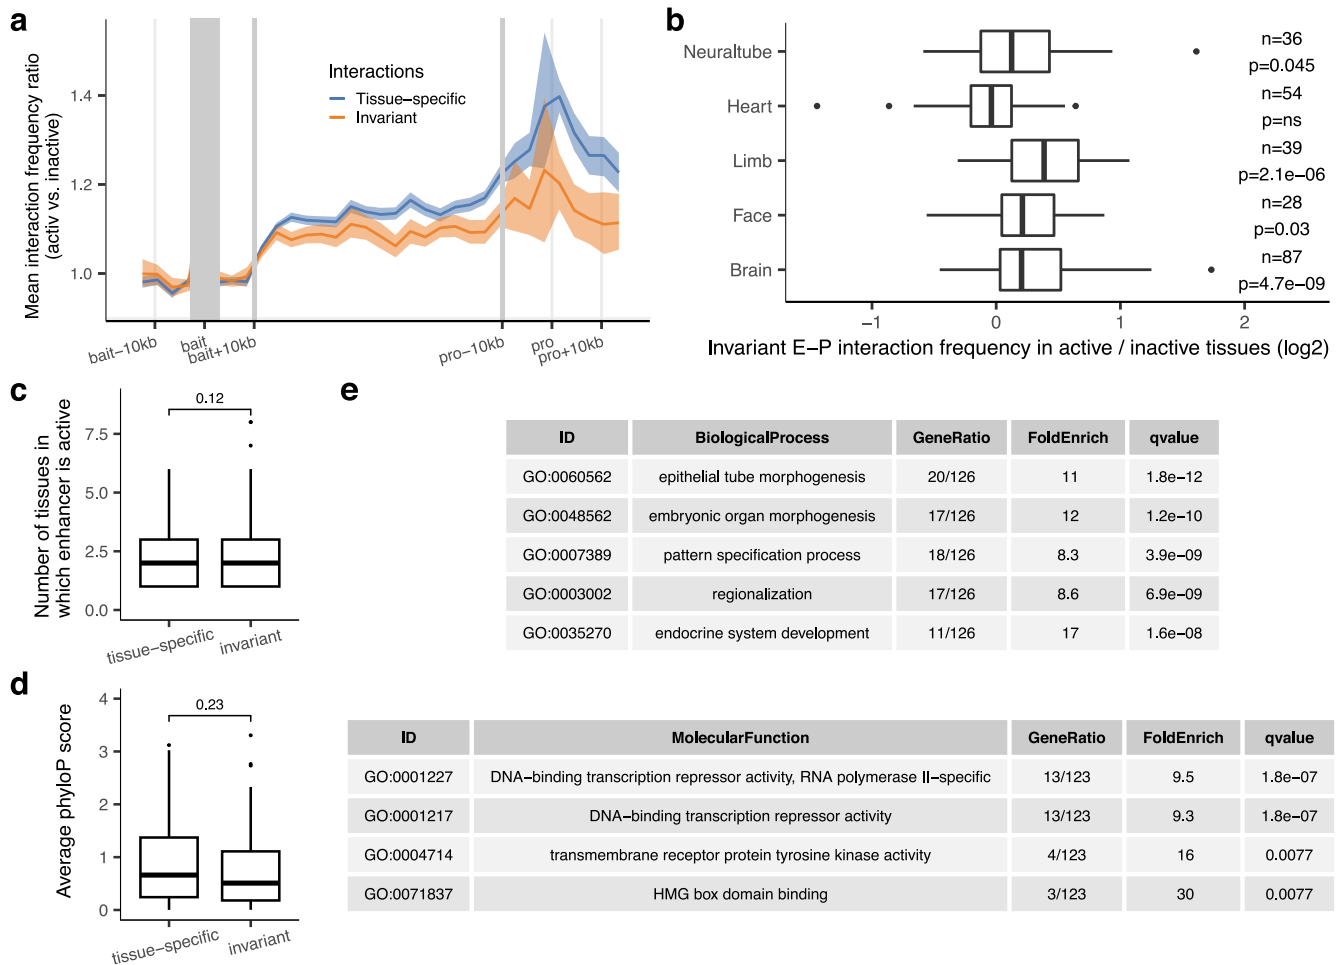 a
Mean interaction frequency ratio
(activ vs. inactive)
1.4
1.2
1.0
Interactions
Tissue−specific
Invariant
bait−10kb
bait
bait+10kb
pro−10kb
pro
pro+10kb
b
Neuraltube
Heart
Limb
Face
Brain
n=36
p=0.045
n=54
p=ns
n=39
p=2.1e−06
n=28
p=0.03
n=87
p=4.7e−09
−1 0 1 2
Invariant E−P interaction frequency in active / inactive tissues (log2)
c
Number of tissues in
which enhancer is active
7.5
5.0
2.5
0.0
0.12
tissue−specific
invariant
d
Average phyloP score
4
3
2
1
0
0.23
tissue−specific
invariant
e
ID BiologicalProcess GeneRatio FoldEnrich qvalue
GO:0060562 epithelial tube morphogenesis 20/126 11 1.8e−12
GO:0048562 embryonic organ morphogenesis 17/126 12 1.2e−10
GO:0007389 pattern specification process 18/126 8.3 3.9e−09
GO:0003002 regionalization 17/126 8.6 6.9e−09
GO:0035270 endocrine system development 11/126 17 1.6e−08
ID MolecularFunction GeneRatio FoldEnrich qvalue
GO:0001227 DNA−binding transcription repressor activity, RNA polymerase II−specific 13/123 9.5 1.8e−07
GO:0001217 DNA−binding transcription repressor activity 13/123 9.3 1.8e−07
GO:0004714 transmembrane receptor protein tyrosine kinase activity 4/123 16 0.0077
GO:0071837 HMG box domain binding 3/123 30 0.0077